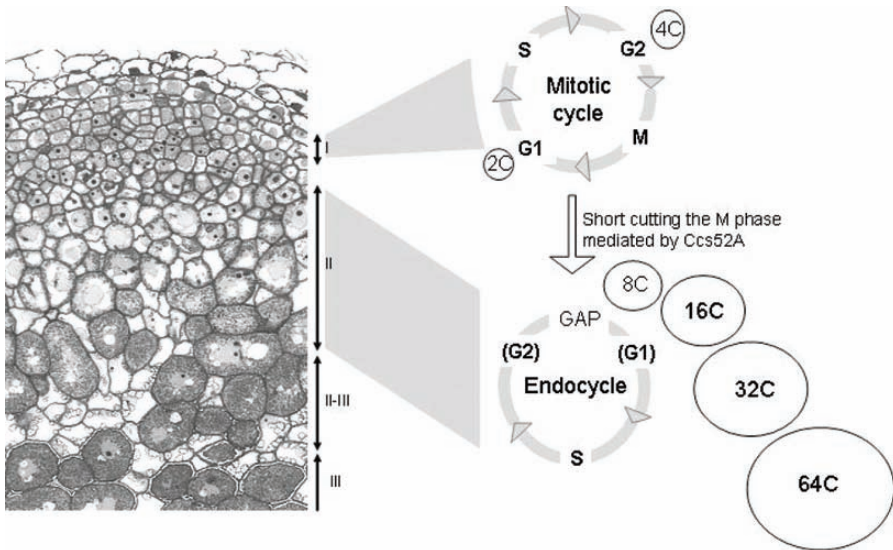 I
II
II-III
III
4C
S
G2
Mitotic
cycle
2C
G1
M
Short cutting the M phase
mediated by Ccs52A
8C
16C
GAP
(G2)
(G1)
Endocycle
32C
S
64C